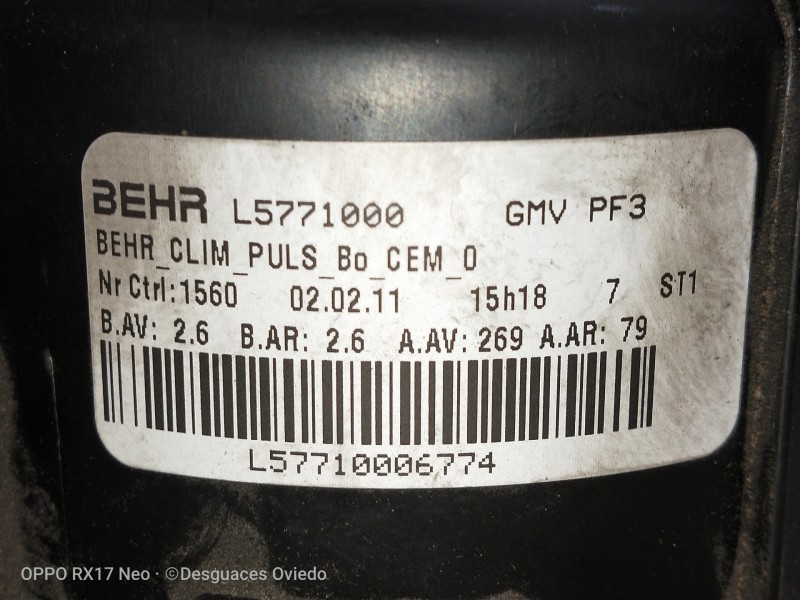 BEHR L5771000 GMV PF3
BEHR_CLIM_PULS_Bo_CEM_0
Nr Ctrl:1560 02.02.11 15h18 7 ST1
B.AV: 2.6 B.AR: 2.6 A.AV: 269 A.AR: 79
L57710006774
OPPO RX17 Neo · ©Desguaces Oviedo